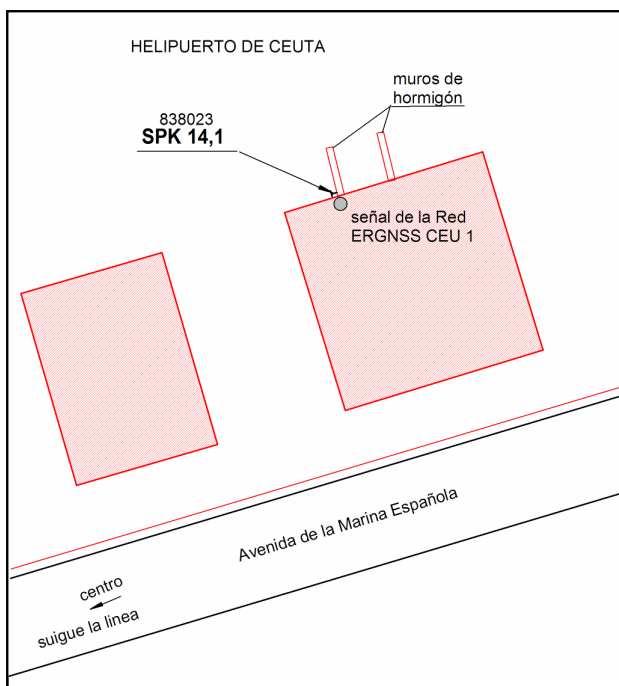 HELIPUERTO DE CEUTA
muros de
hormigón
838023
SPK 14,1
señal de la Red
ERGNSS CEU 1
Avenida de la Marina Española
centro
suigue la linea